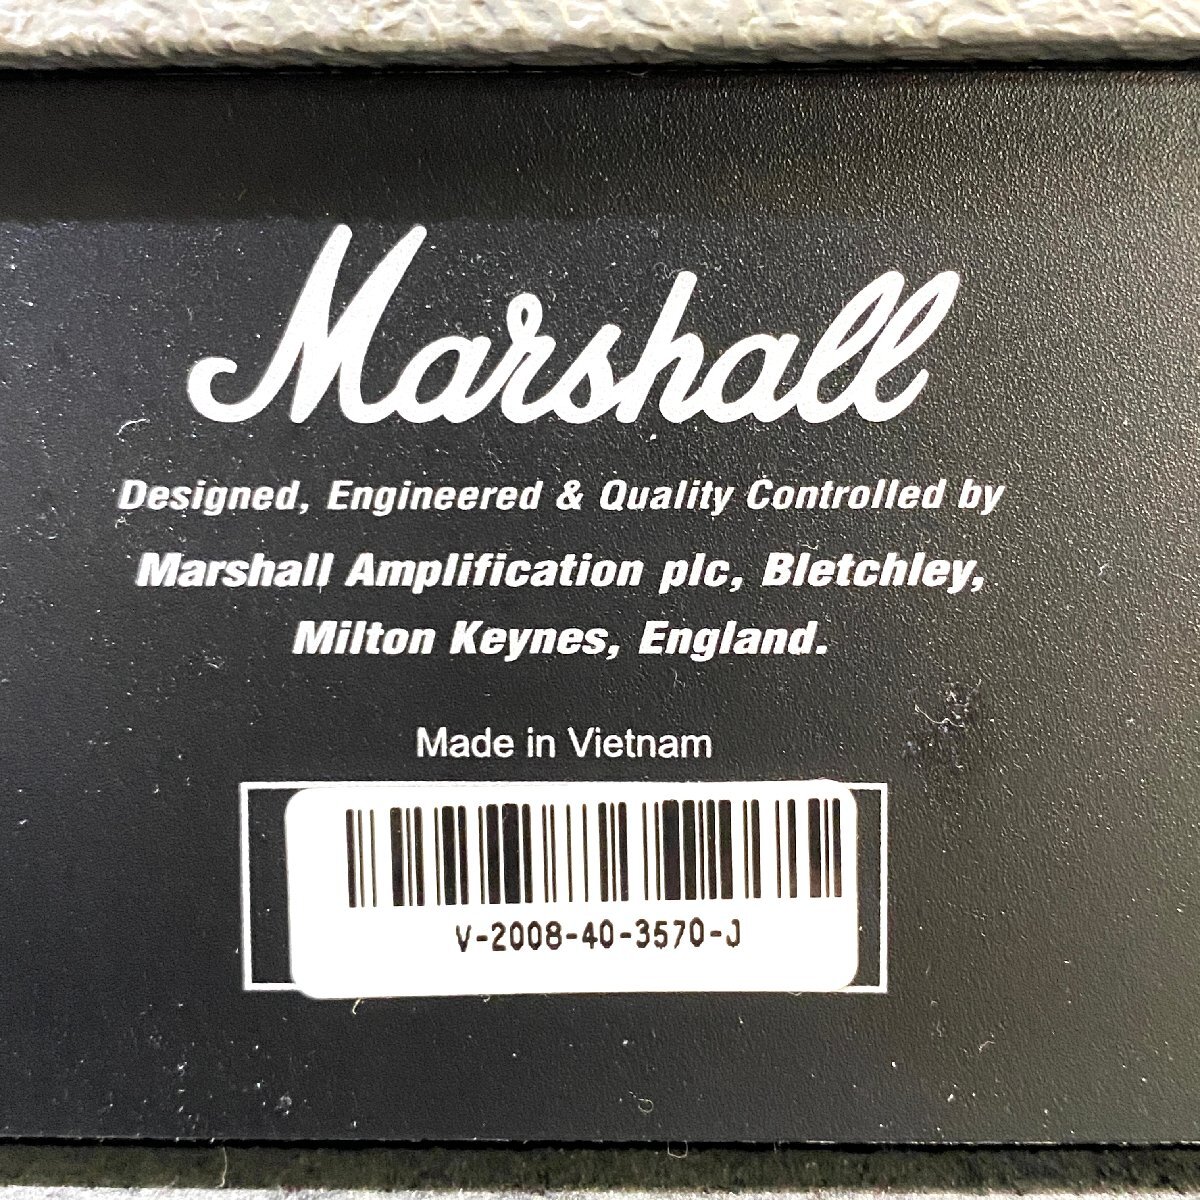 Marshall
Designed, Engineered & Quality Controlled by
Marshall Amplification plc, Bletchley,
Milton Keynes, England.
Made in Vietnam
V-2008-40-3570-J